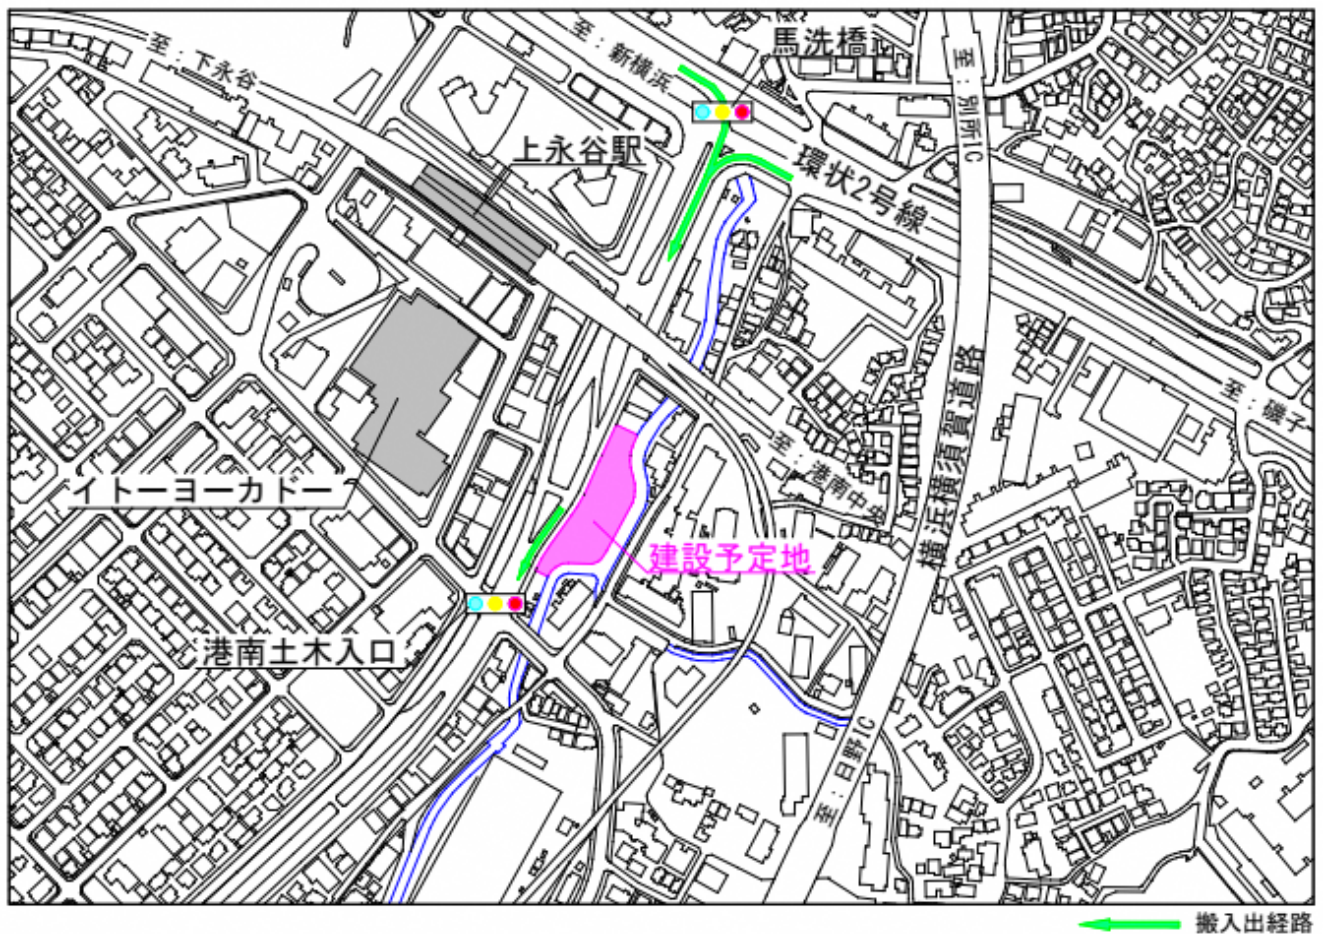 至：下永谷
至：新横浜
馬洗橋
至：別所IC
上永谷駅
環状2号線
至：磯子
横浜横須賀道路
至：港南中央
イトーヨーカドー
建設予定地
港南土木入口
至：日野IC
搬入出経路